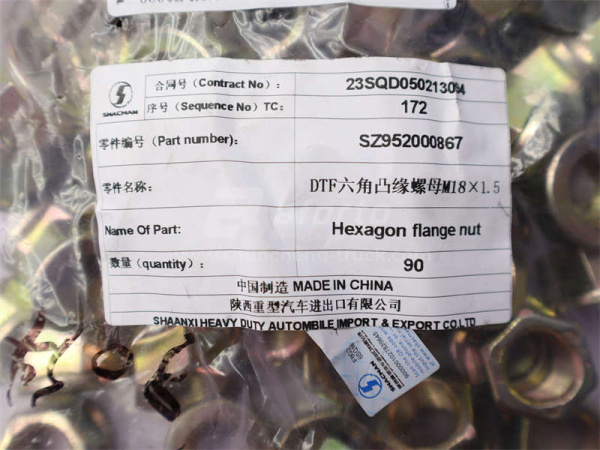 合同号（Contract No）： 23SQD050213094
序号（Sequence No）TC: 172
SHACMAN
零件编号（Part number）: SZ952000867
零件名称： DTF六角凸缘螺母M18×1.5
Name Of Part: Hexagon flange nut
数量（quantity）： 90
中国制造 MADE IN CHINA
陕西重型汽车进出口有限公司
SHAANXI HEAVY DUTY AUTOMBILE IMPORT & EXPORT CO.LTD
SHACMAN